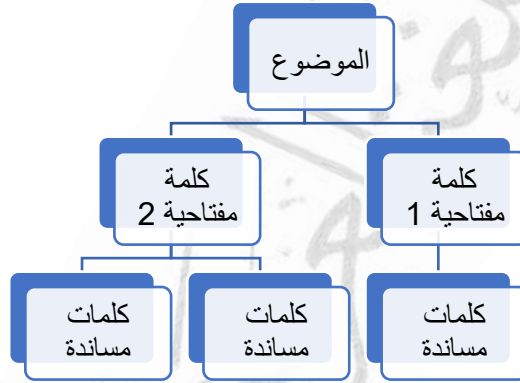 الموضوع
كلمة
مفتاحية 1
كلمة
مفتاحية 2
كلمات
مساندة
كلمات
مساندة
كلمات
مساندة